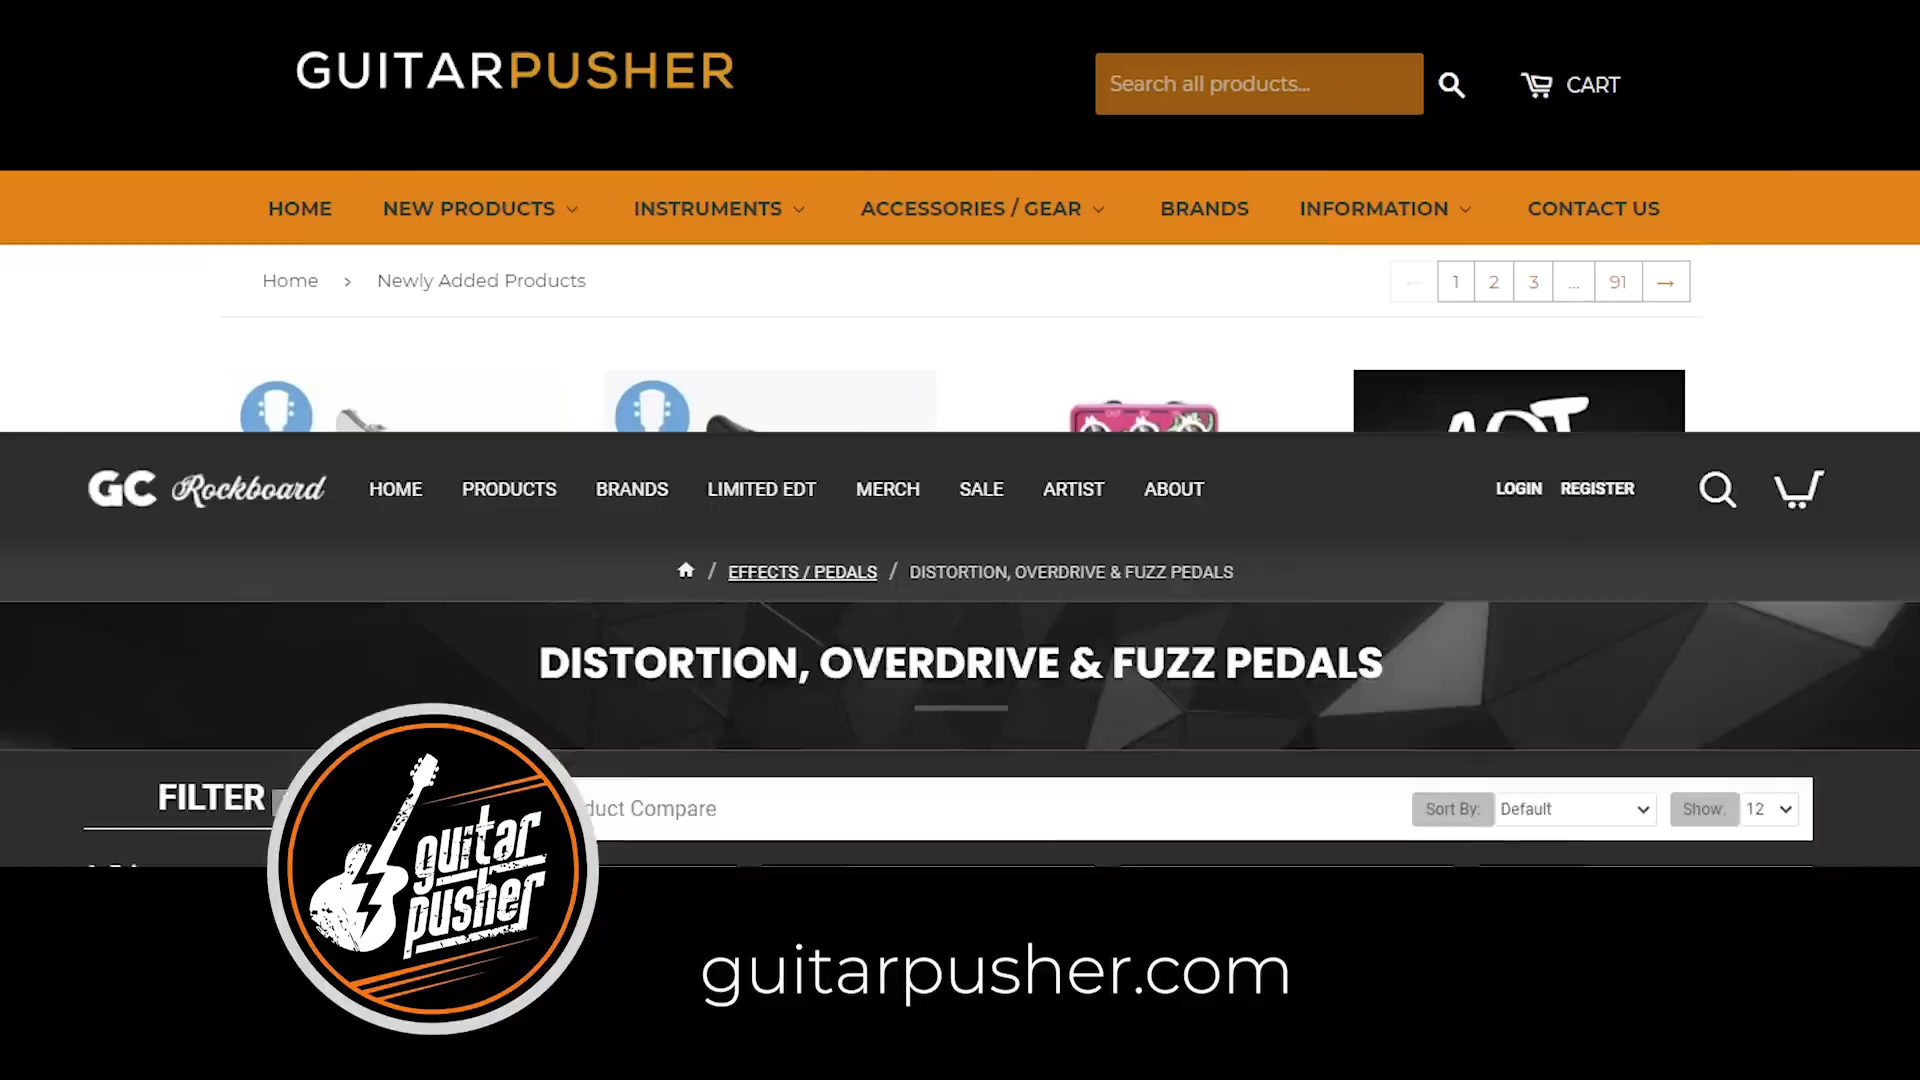 GUITARPUSHER
Search all products...
CART
HOME NEW PRODUCTS INSTRUMENTS ACCESSORIES / GEAR BRANDS INFORMATION CONTACT US
Home > Newly Added Products
← 1 2 3 ... 91 →
GC Rockboard HOME PRODUCTS BRANDS LIMITED EDT MERCH SALE ARTIST ABOUT LOGIN REGISTER
/ EFFECTS / PEDALS / DISTORTION, OVERDRIVE & FUZZ PEDALS
DISTORTION, OVERDRIVE & FUZZ PEDALS
FILTER
duct Compare
Sort By: Default
Show: 12
guitar
pusher
guitarpusher.com